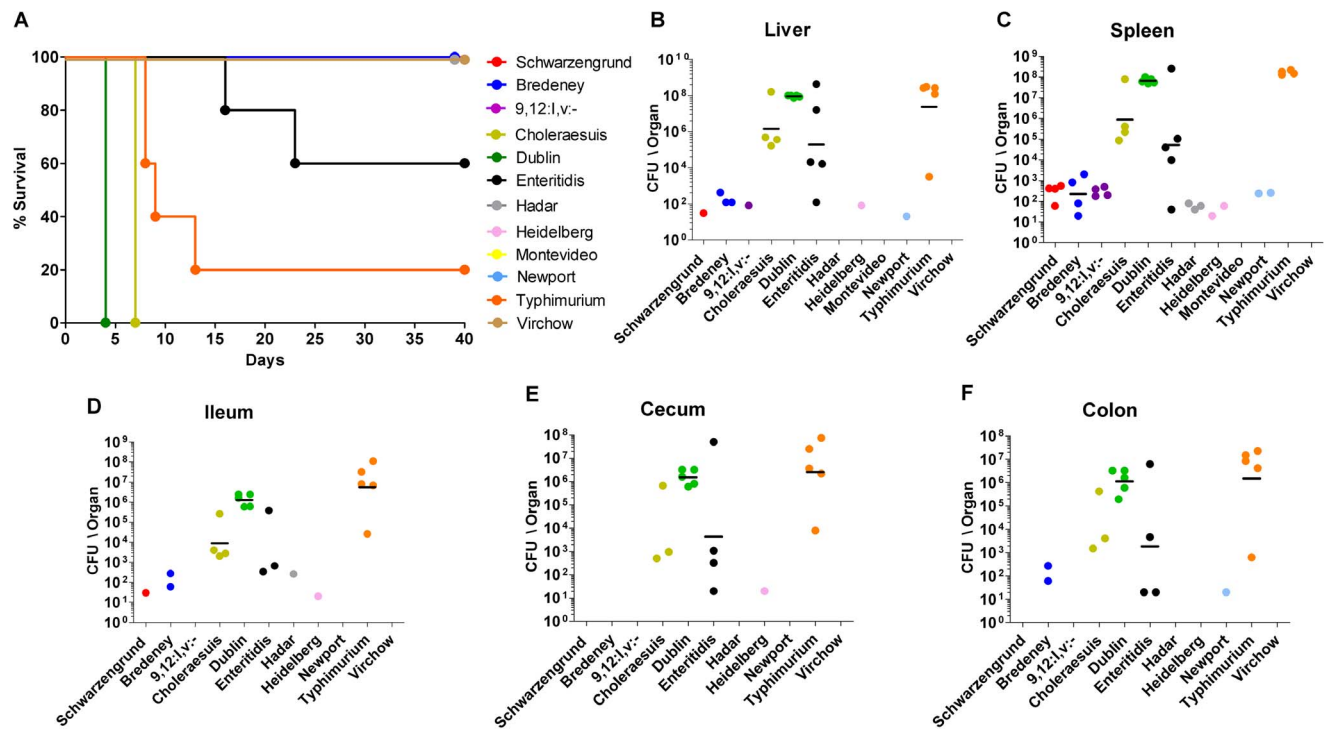 A
100
80
60
40
20
0
% Survival
0 5 10 15 20 25 30 35 40
Days
Schwarzengrund
Bredeney
9,12:l,v:-
Choleraesuis
Dublin
Enteritidis
Hadar
Heidelberg
Montevideo
Newport
Typhimurium
Virchow
B
Liver
CFU \ Organ
10^10
10^8
10^6
10^4
10^2
10^0
Schwarzengrund
Bredeney
9,12:l,v:-
Choleraesuis
Dublin
Enteritidis
Hadar
Heidelberg
Montevideo
Newport
Typhimurium
Virchow
C
Spleen
CFU \ Organ
10^9
10^8
10^7
10^6
10^5
10^4
10^3
10^2
10^1
10^0
Schwarzengrund
Bredeney
9,12:l,v:-
Choleraesuis
Dublin
Enteritidis
Hadar
Heidelberg
Montevideo
Newport
Typhimurium
Virchow
D
Ileum
CFU \ Organ
10^9
10^8
10^7
10^6
10^5
10^4
10^3
10^2
10^1
10^0
Schwarzengrund
Bredeney
9,12:l,v:-
Choleraesuis
Dublin
Enteritidis
Hadar
Heidelberg
Newport
Typhimurium
Virchow
E
Cecum
CFU \ Organ
10^8
10^7
10^6
10^5
10^4
10^3
10^2
10^1
10^0
Schwarzengrund
Bredeney
9,12:l,v:-
Choleraesuis
Dublin
Enteritidis
Hadar
Heidelberg
Newport
Typhimurium
Virchow
F
Colon
CFU \ Organ
10^8
10^7
10^6
10^5
10^4
10^3
10^2
10^1
10^0
Schwarzengrund
Bredeney
9,12:l,v:-
Choleraesuis
Dublin
Enteritidis
Hadar
Heidelberg
Newport
Typhimurium
Virchow